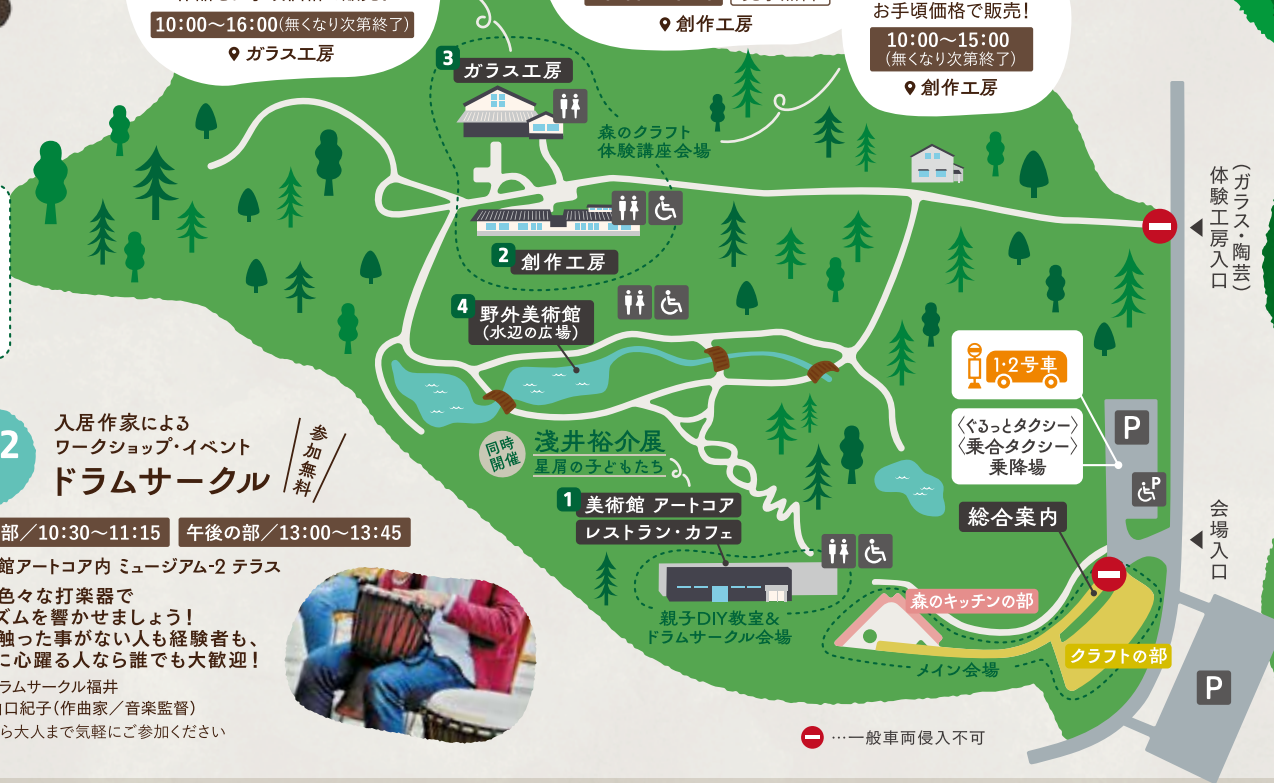 10:00〜16:00(無くなり次第終了)
ガラス工房
創作工房
お手頃価格で販売!
10:00〜15:00
(無くなり次第終了)
創作工房
3 ガラス工房
森のクラフト
体験講座会場
2 創作工房
4 野外美術館
(水辺の広場)
(ガラス・陶芸)
体験工房入口
1・2号車
〈ぐるっとタクシー〉
〈乗合タクシー〉
乗降場
P
P
総合案内
会場入口
同時
開催
淺井裕介展
星屑の子どもたち
1 美術館 アートコア
レストラン・カフェ
親子DIY教室&
ドラムサークル会場
森のキッチンの部
メイン会場
クラフトの部
P
…一般車両侵入不可
2
入居作家による
ワークショップ・イベント
ドラムサークル
参加無料
部/10:30〜11:15
午後の部/13:00〜13:45
館アートコア内 ミュージアム-2 テラス
色々な打楽器で
ズムを響かせましょう!
触った事がない人も経験者も、
に心躍る人なら誰でも大歓迎!
ラムサークル福井
口紀子(作曲家/音楽監督)
ら大人まで気軽にご参加ください